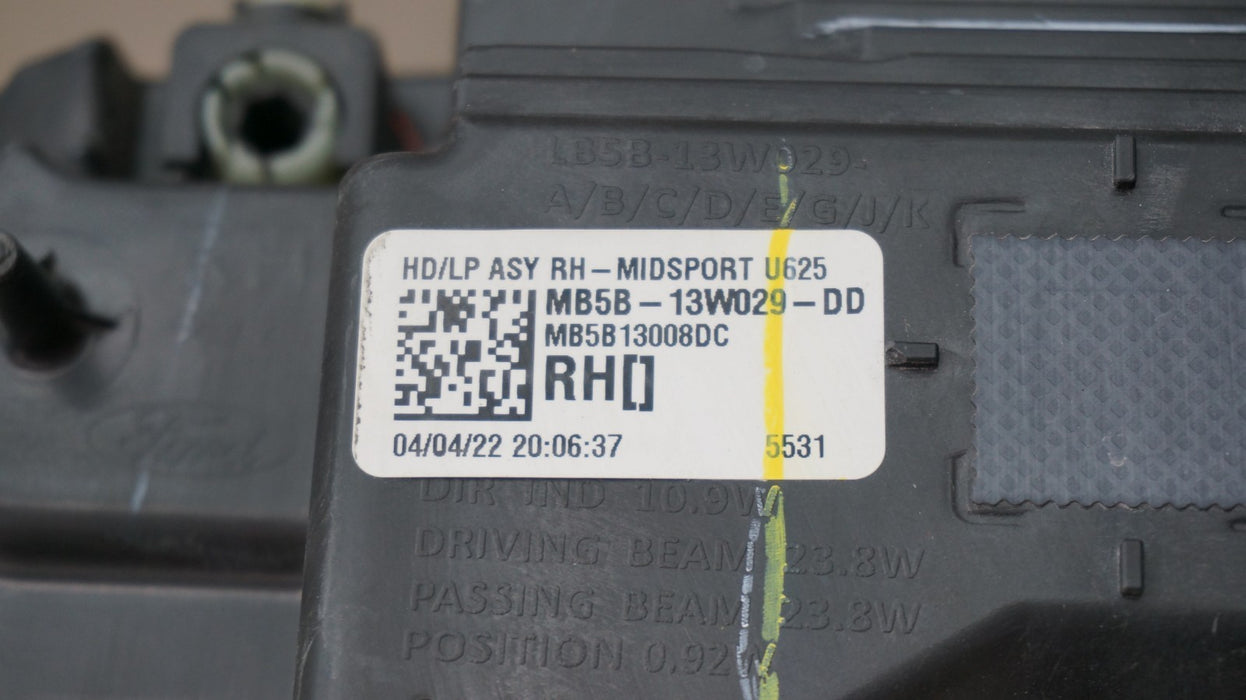 LB5B-13W029-
A/B/C/D/E/G/J/K
HD/LP ASY RH-MIDSPORT U625
MB5B-13W029-DD
MB5B13008DC
RH[]
04/04/22 20:06:37 5531
DIR IND 10.9W
DRIVING BEAM 23.8W
PASSING BEAM 23.8W
POSITION 0.92W
Ford